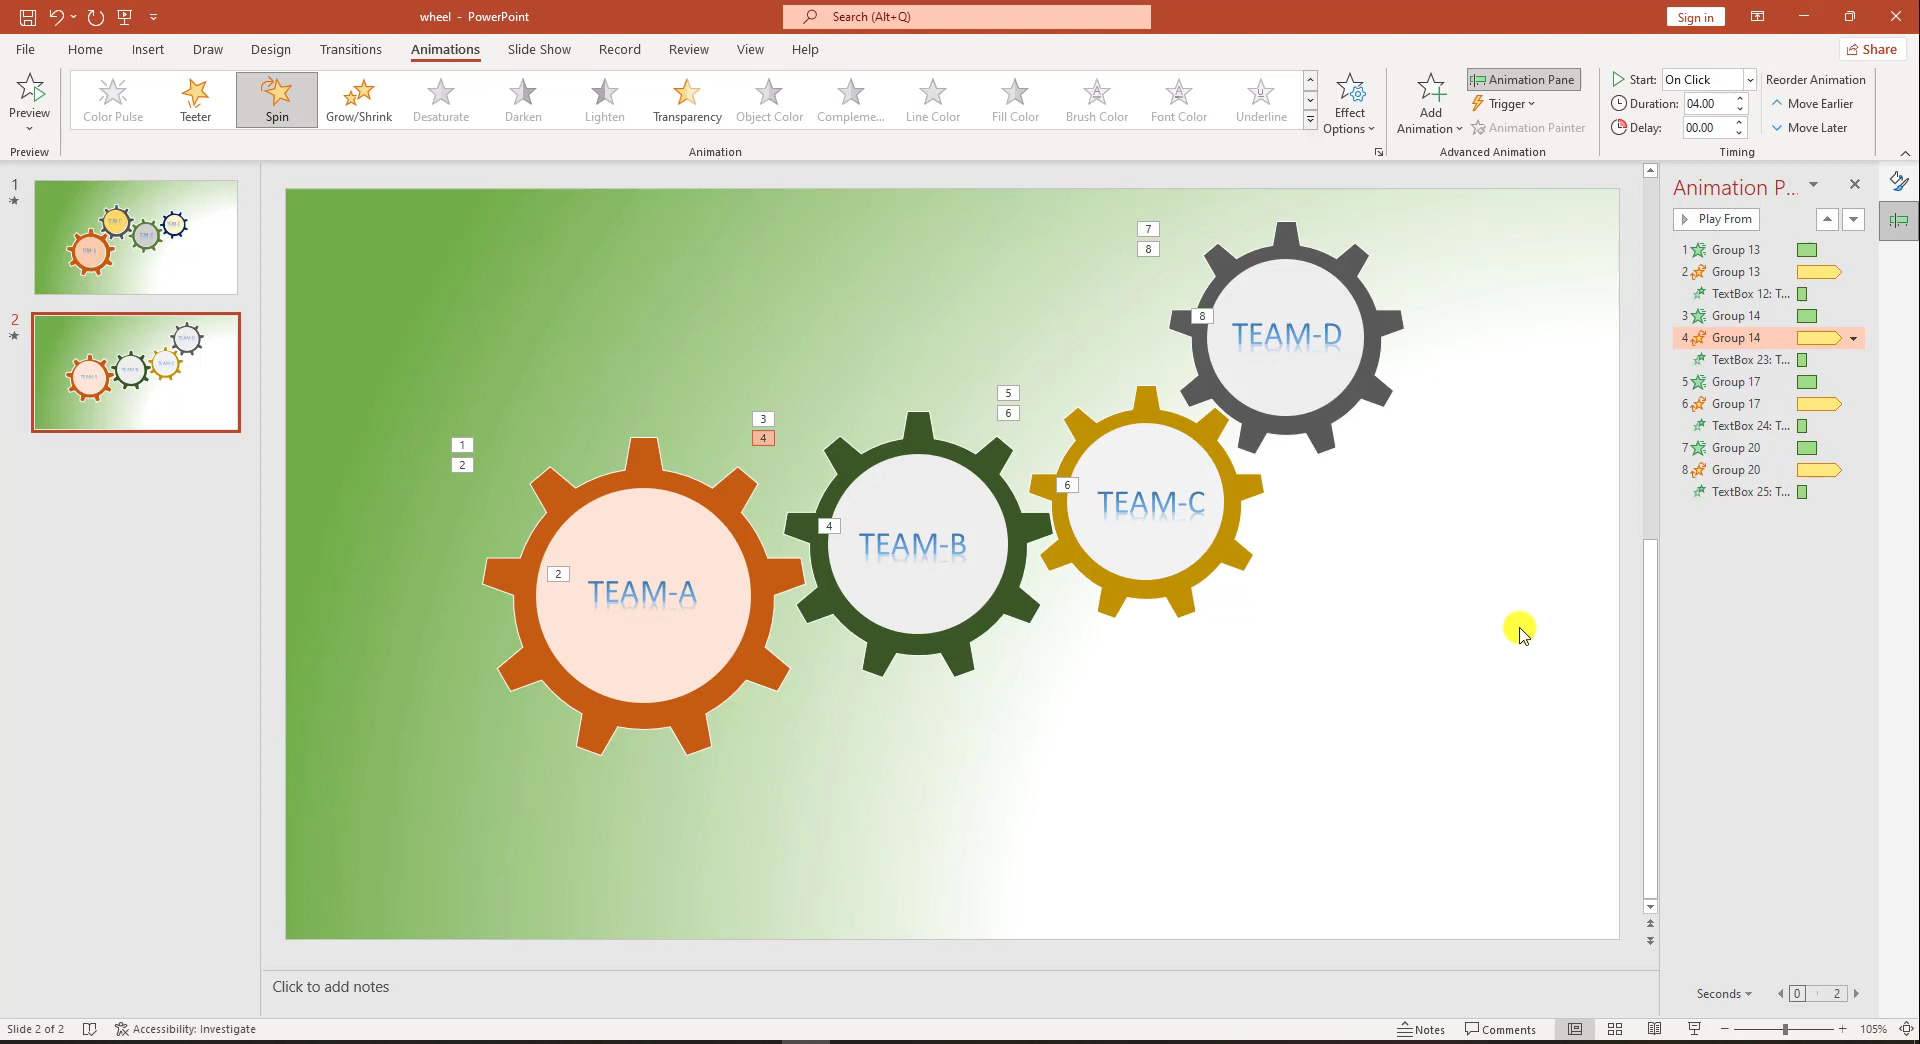 wheel - PowerPoint
Search (Alt+Q)
Sign in
File Home Insert Draw Design Transitions Animations Slide Show Record Review View Help
Share
Preview
Color Pulse Teeter Spin Grow/Shrink Desaturate Darken Lighten Transparency Object Color Compleme... Line Color Fill Color Brush Color Font Color Underline
Effect
Options
Add
Animation
Animation Pane
Trigger
Animation Painter
Start: On Click
Duration: 04.00
Delay: 00.00
Reorder Animation
Move Earlier
Move Later
Preview Animation Advanced Animation Timing
1
2
1
2
2
TEAM-A
3
4
4
TEAM-B
5
6
6
TEAM-C
7
8
8
TEAM-D
Animation P...
Play From
1 Group 13
2 Group 13
TextBox 12: T...
3 Group 14
4 Group 14
TextBox 23: T...
5 Group 17
6 Group 17
TextBox 24: T...
7 Group 20
8 Group 20
TextBox 25: T...
Seconds 0 2
Click to add notes
Slide 2 of 2 Accessibility: Investigate Notes Comments 105%